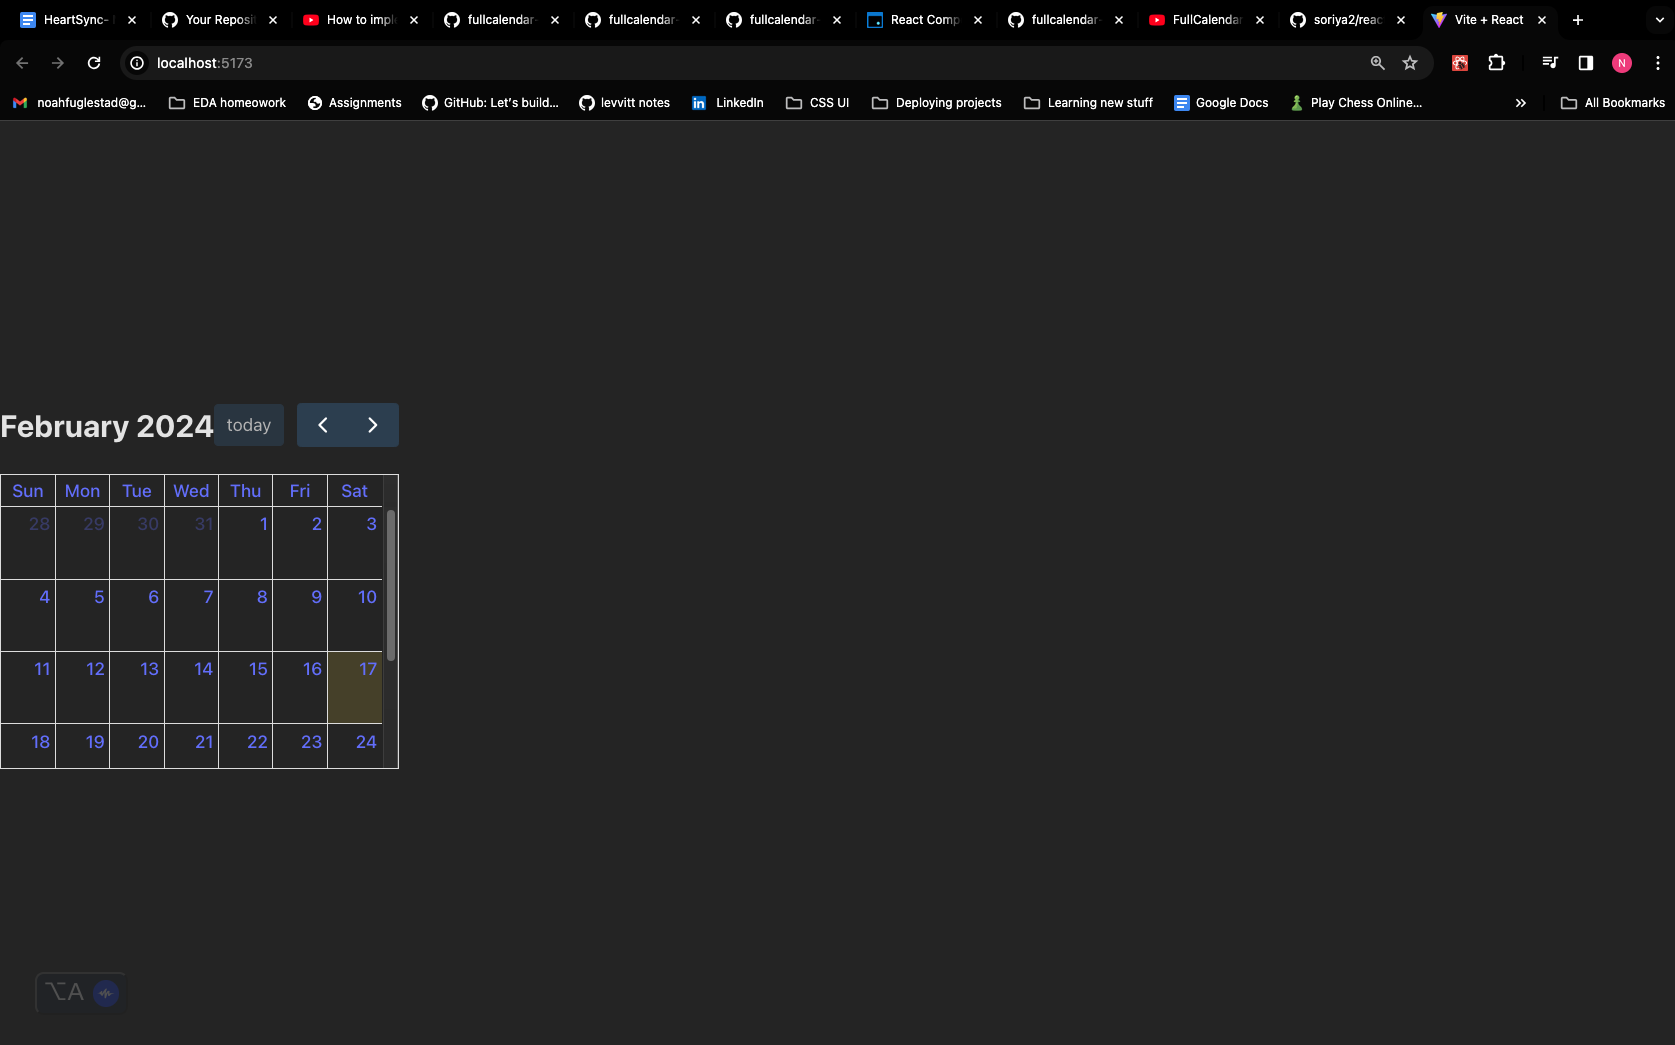 HeartSync-
Your Reposi
How to impl
fullcalendar-
fullcalendar-
fullcalendar-
React Comp
fullcalendar-
FullCalendar
soriya2/reac
Vite + React
localhost:5173
N
noahfuglestad@g...
EDA homeowork
Assignments
GitHub: Let's build...
levvitt notes
in
LinkedIn
CSS UI
Deploying projects
Learning new stuff
Google Docs
Play Chess Online...
All Bookmarks
February 2024
today
Sun Mon Tue Wed Thu Fri Sat
28 29 30 31 1 2 3
4 5 6 7 8 9 10
11 12 13 14 15 16 17
18 19 20 21 22 23 24
⌥A